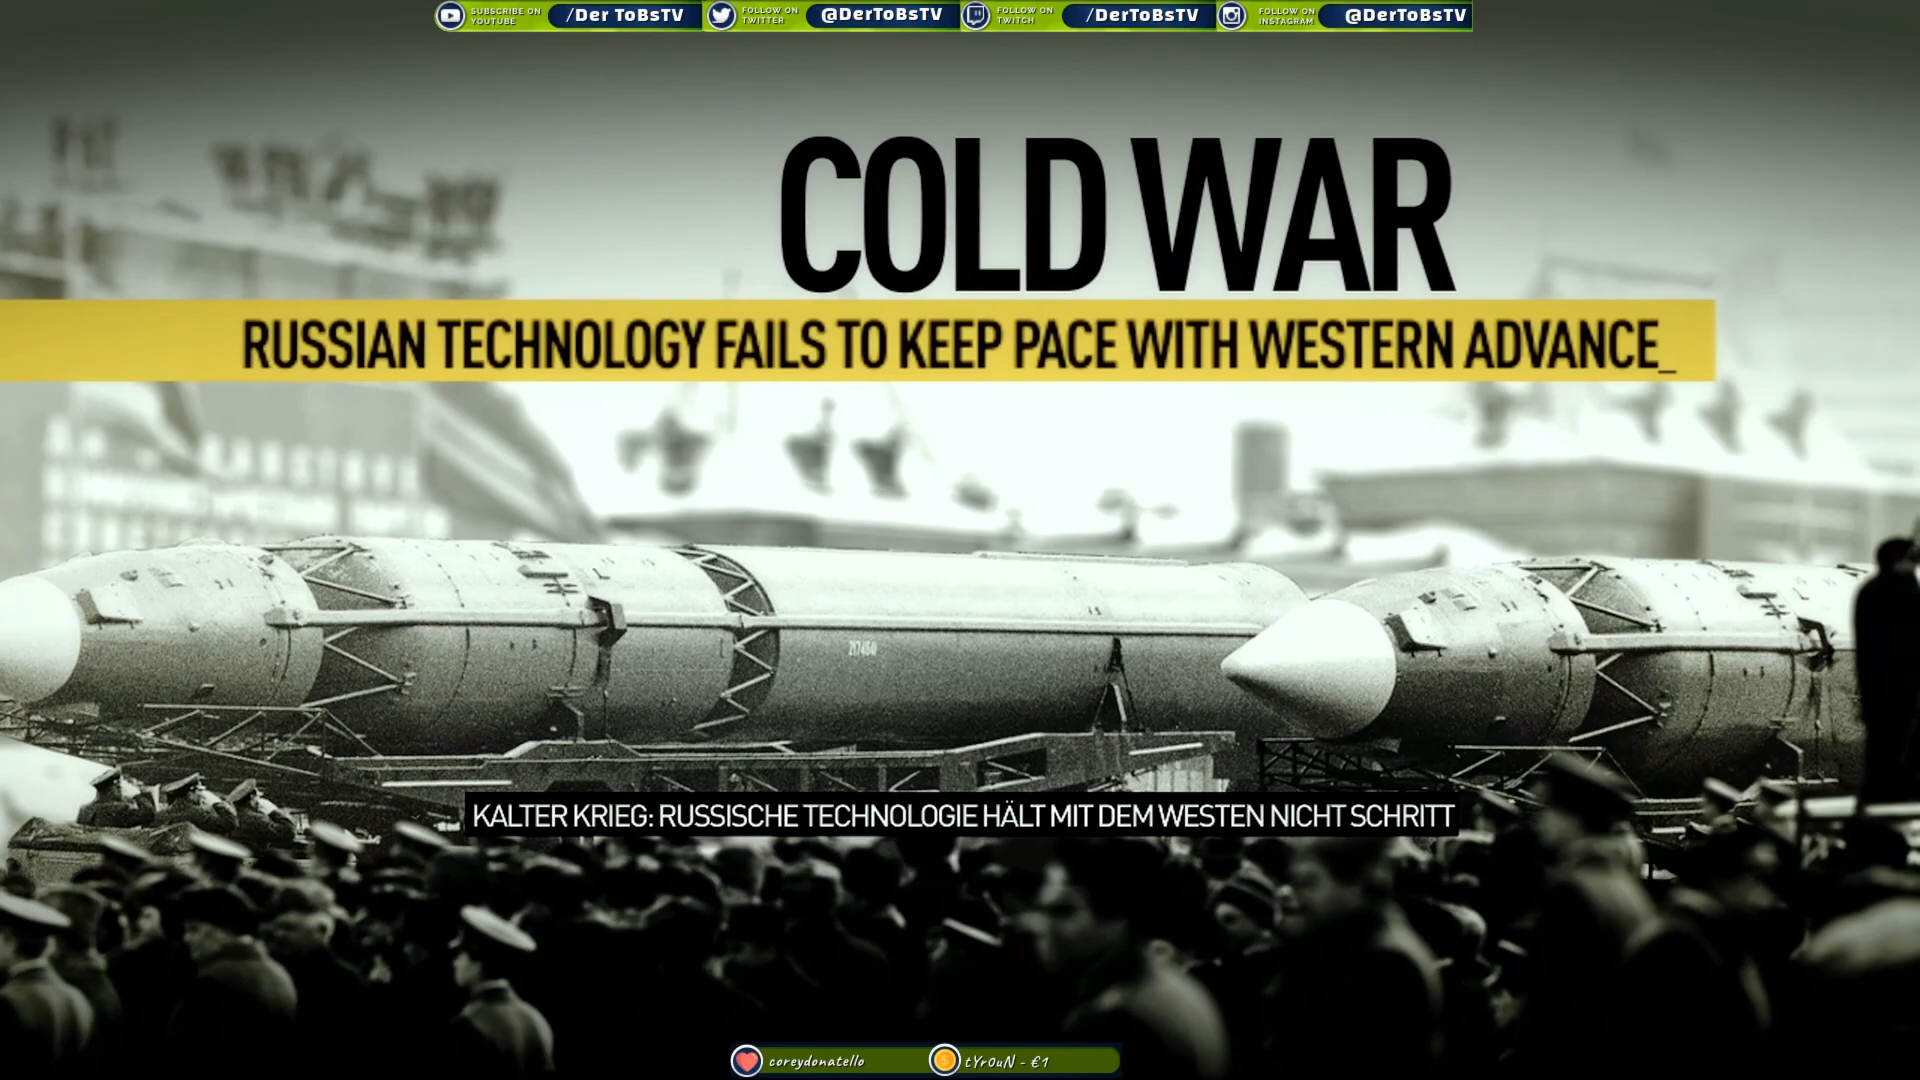 SUBSCRIBE ON YOUTUBE /Der ToBsTV FOLLOW ON TWITTER @DerToBsTV FOLLOW ON TWITCH /DerToBsTV FOLLOW ON INSTAGRAM @DerToBsTV
COLD WAR
RUSSIAN TECHNOLOGY FAILS TO KEEP PACE WITH WESTERN ADVANCE_
217460
KALTER KRIEG: RUSSISCHE TECHNOLOGIE HÄLT MIT DEM WESTEN NICHT SCHRITT
coreydonatello tYr0uN - €1